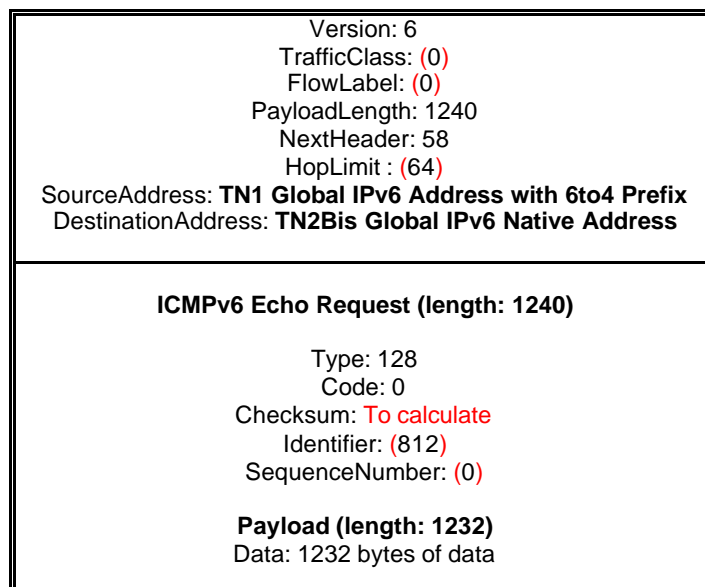 Version: 6
TrafficClass: (0)
FlowLabel: (0)
PayloadLength: 1240
NextHeader: 58
HopLimit : (64)
SourceAddress: TN1 Global IPv6 Address with 6to4 Prefix
DestinationAddress: TN2Bis Global IPv6 Native Address
ICMPv6 Echo Request (length: 1240)
Type: 128
Code: 0
Checksum: To calculate
Identifier: (812)
SequenceNumber: (0)
Payload (length: 1232)
Data: 1232 bytes of data